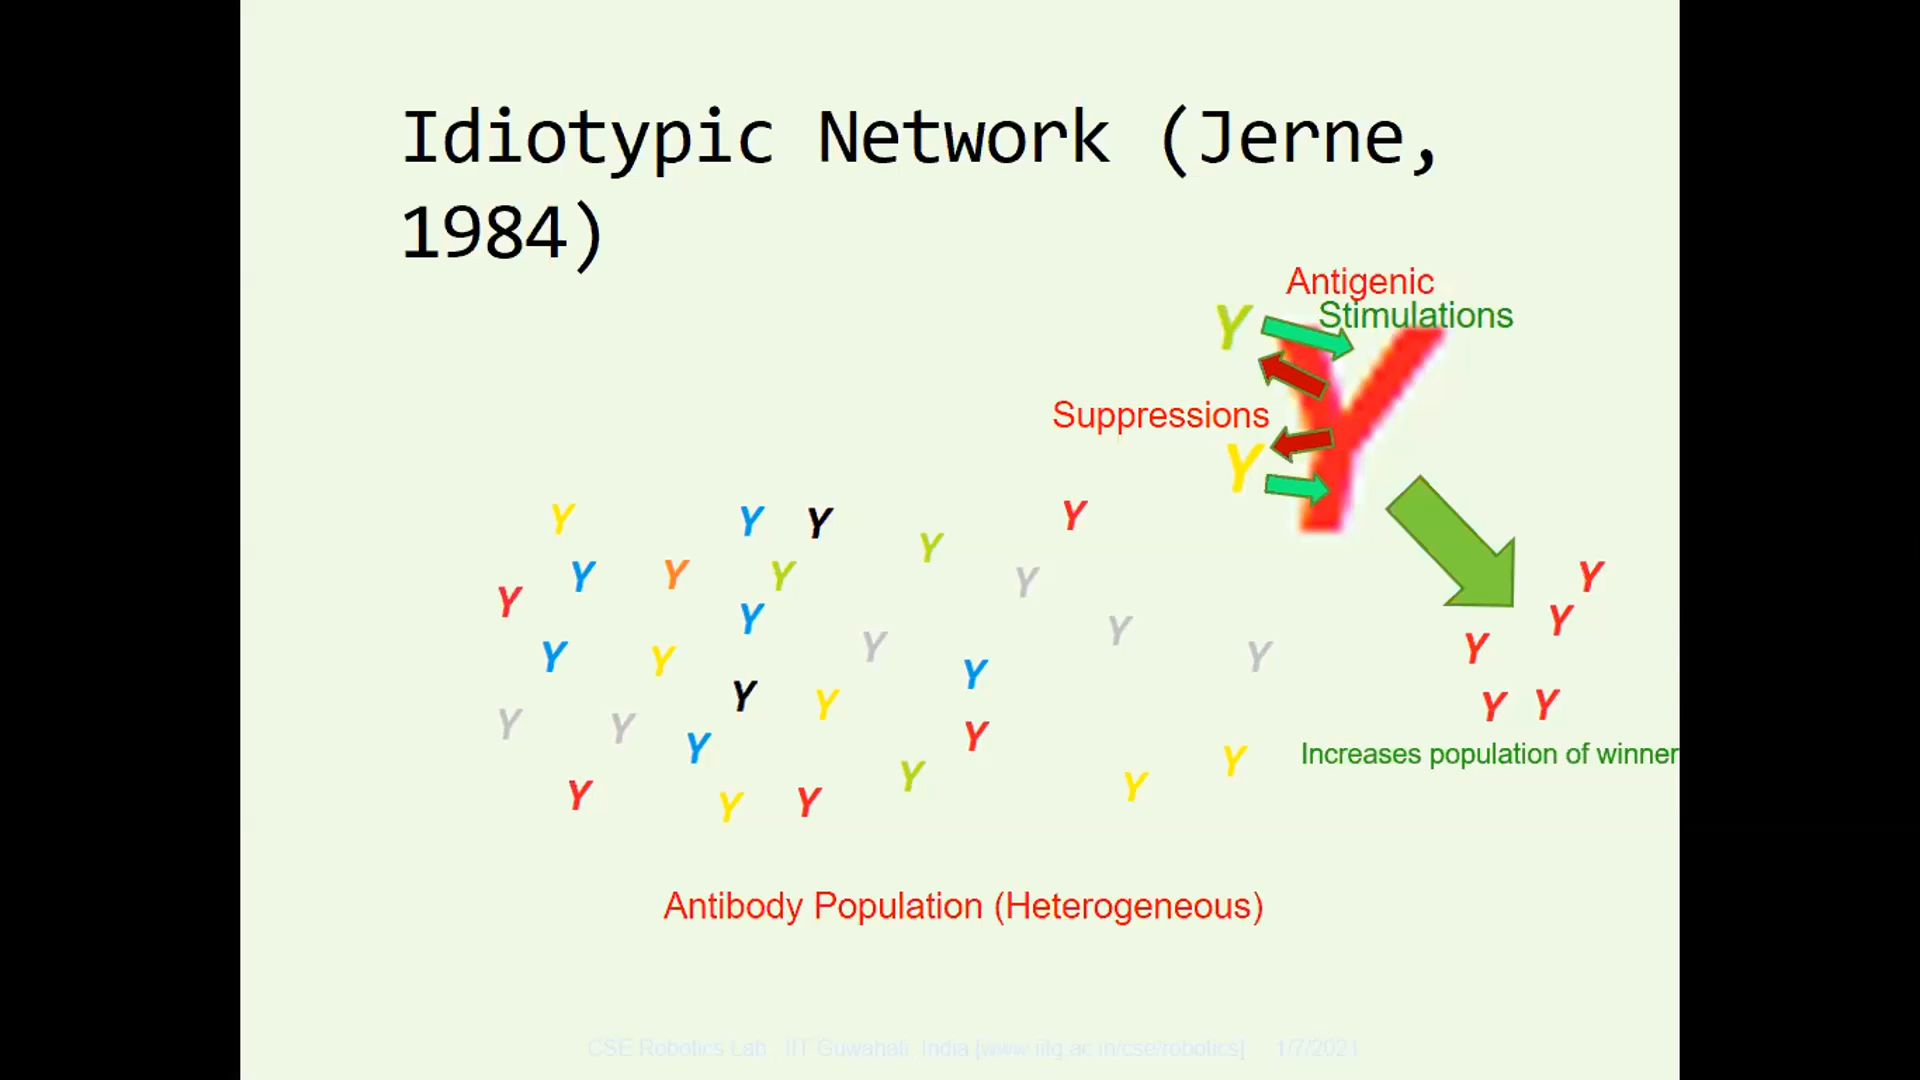 Idiotypic Network (Jerne,
1984)
Antigenic
Stimulations
Suppressions
Increases population of winner
Antibody Population (Heterogeneous)
CSE Robotics Lab, IIT Guwahati, India [www.iitg.ac.in/cse/robotics] 1/7/2021